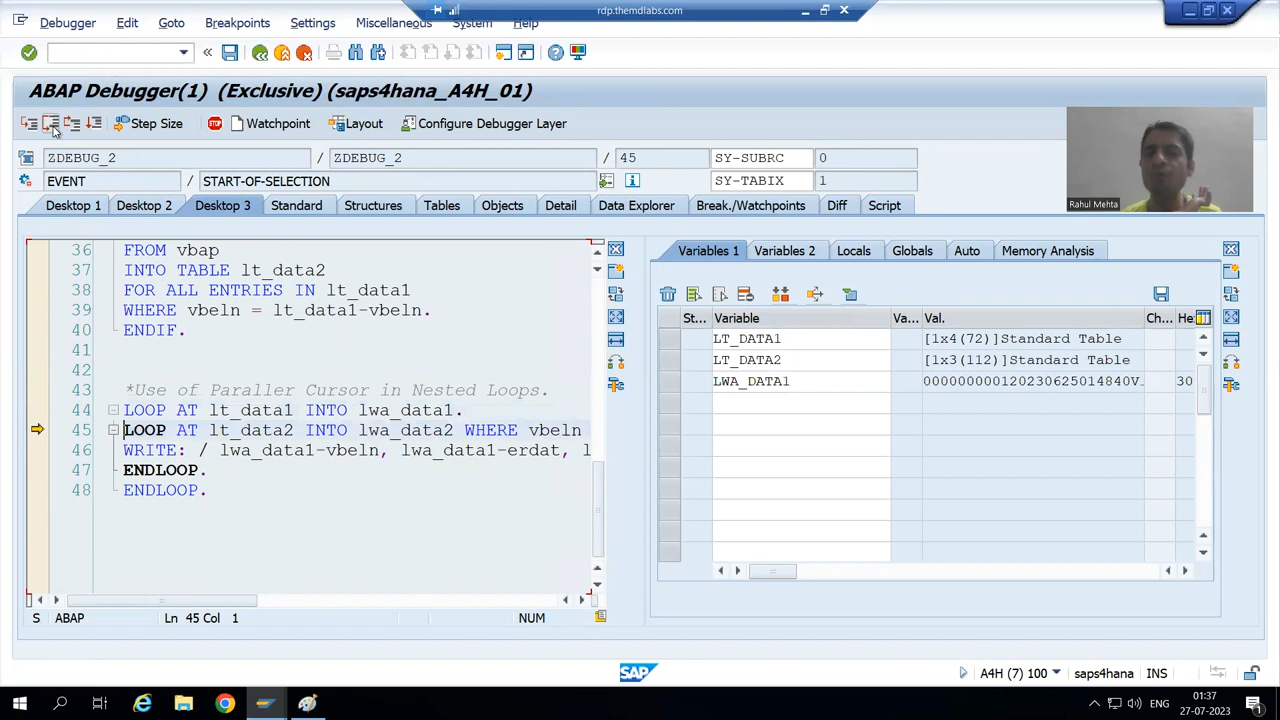 rdp.themdlabs.com
Debugger Edit Goto Breakpoints Settings Miscellaneous System Help
ABAP Debugger(1) (Exclusive) (saps4hana_A4H_01)
Step Size STOP Watchpoint Layout Configure Debugger Layer
ZDEBUG_2 / ZDEBUG_2 / 45 SY-SUBRC 0
EVENT / START-OF-SELECTION SY-TABIX 1
Rahul Mehta
Desktop 1 Desktop 2 Desktop 3 Standard Structures Tables Objects Detail Data Explorer Break./Watchpoints Diff Script
Variables 1 Variables 2 Locals Globals Auto Memory Analysis
St... Variable Va... Val. Ch... He
LT_DATA1 [1x4(72)]Standard Table
LT_DATA2 [1x3(112)]Standard Table
LWA_DATA1 00000000012023062501484​0V. 30
36 FROM vbap
37 INTO TABLE lt_data2
38 FOR ALL ENTRIES IN lt_data1
39 WHERE vbeln = lt_data1-vbeln.
40 ENDIF.
41
42
43 *Use of Paraller Cursor in Nested Loops.
44 LOOP AT lt_data1 INTO lwa_data1.
45 LOOP AT lt_data2 INTO lwa_data2 WHERE vbeln
46 WRITE: / lwa_data1-vbeln, lwa_data1-erdat, l
47 ENDLOOP.
48 ENDLOOP.
S ABAP Ln 45 Col 1 NUM
SAP A4H (7) 100 saps4hana INS
ENG
01:37
27-07-2023
1